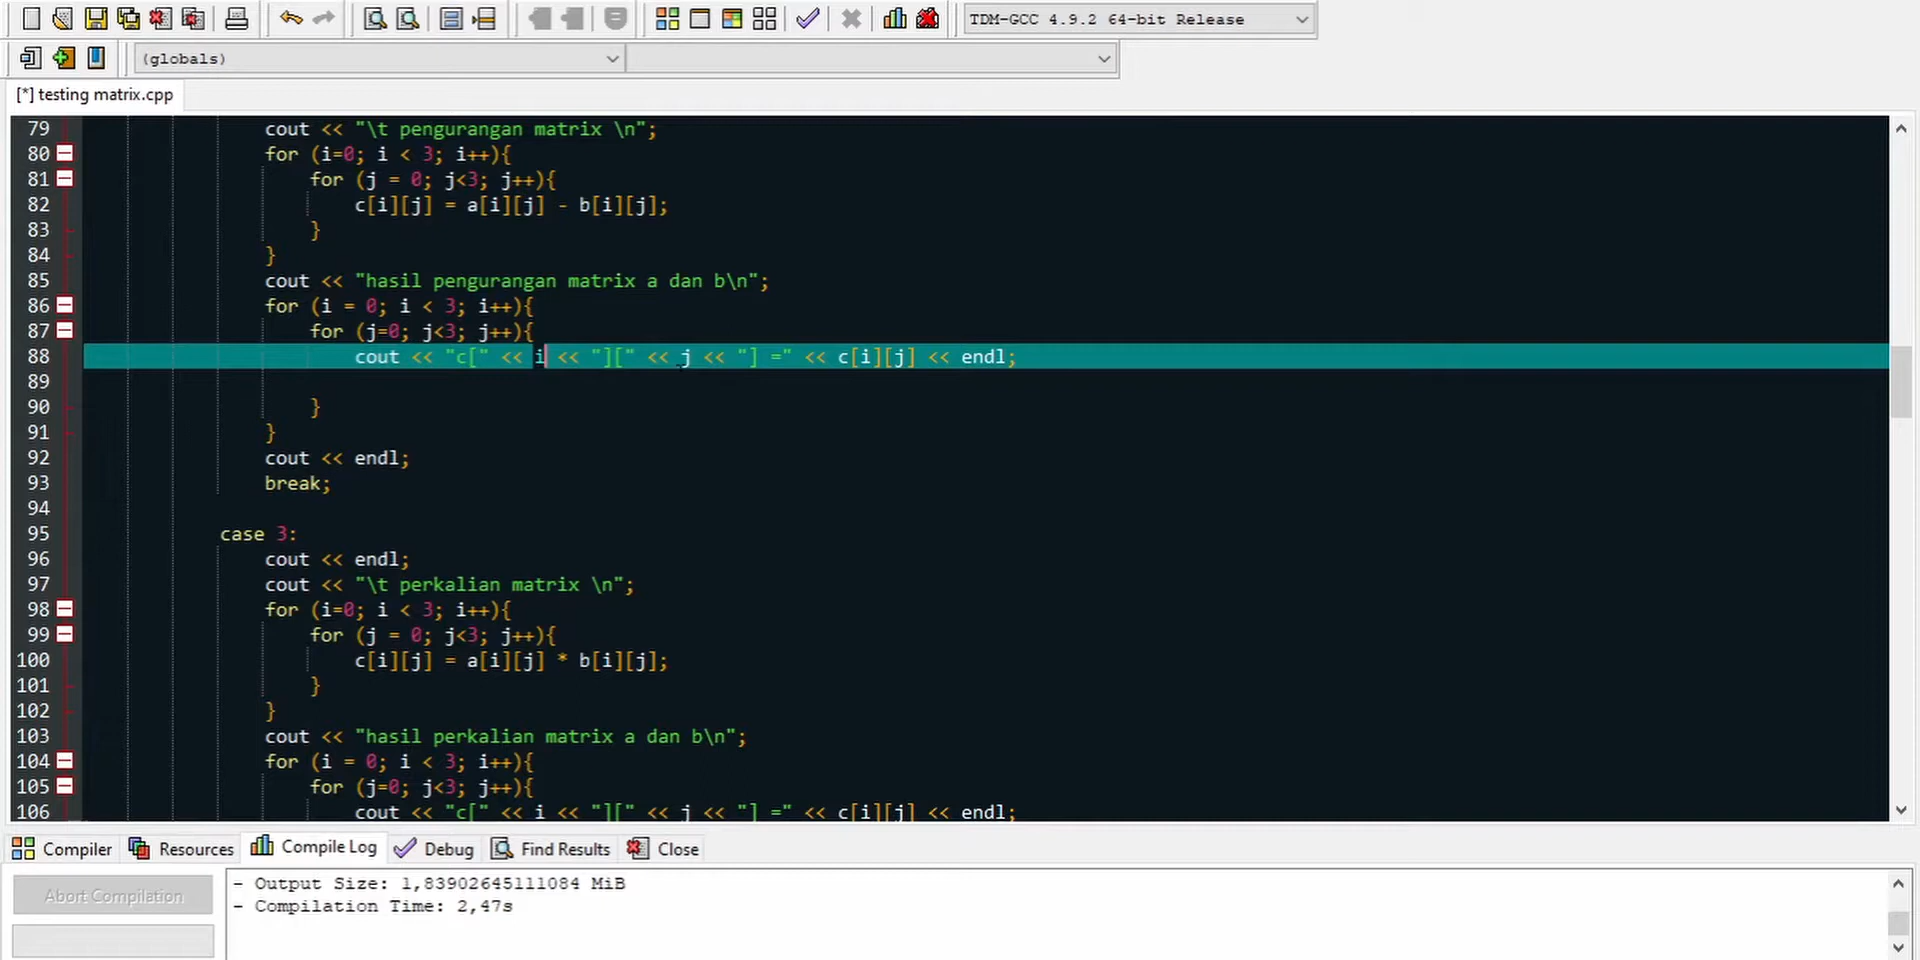 TDM-GCC 4.9.2 64-bit Release
(globals)
[*] testing matrix.cpp
79 cout << "\t pengurangan matrix \n";
80 for (i=0; i < 3; i++){
81 for (j = 0; j<3; j++){
82 c[i][j] = a[i][j] - b[i][j];
83 }
84 }
85 cout << "hasil pengurangan matrix a dan b\n";
86 for (i = 0; i < 3; i++){
87 for (j=0; j<3; j++){
88 cout << "c[" << i << "][" << j << "] =" << c[i][j] << endl;
89
90 }
91 }
92 cout << endl;
93 break;
94
95 case 3:
96 cout << endl;
97 cout << "\t perkalian matrix \n";
98 for (i=0; i < 3; i++){
99 for (j = 0; j<3; j++){
100 c[i][j] = a[i][j] * b[i][j];
101 }
102 }
103 cout << "hasil perkalian matrix a dan b\n";
104 for (i = 0; i < 3; i++){
105 for (j=0; j<3; j++){
106 cout << "c[" << i << "][" << j << "] =" << c[i][j] << endl;
Compiler Resources Compile Log Debug Find Results Close
Abort Compilation
- Output Size: 1,83902645111084 MiB
- Compilation Time: 2,47s